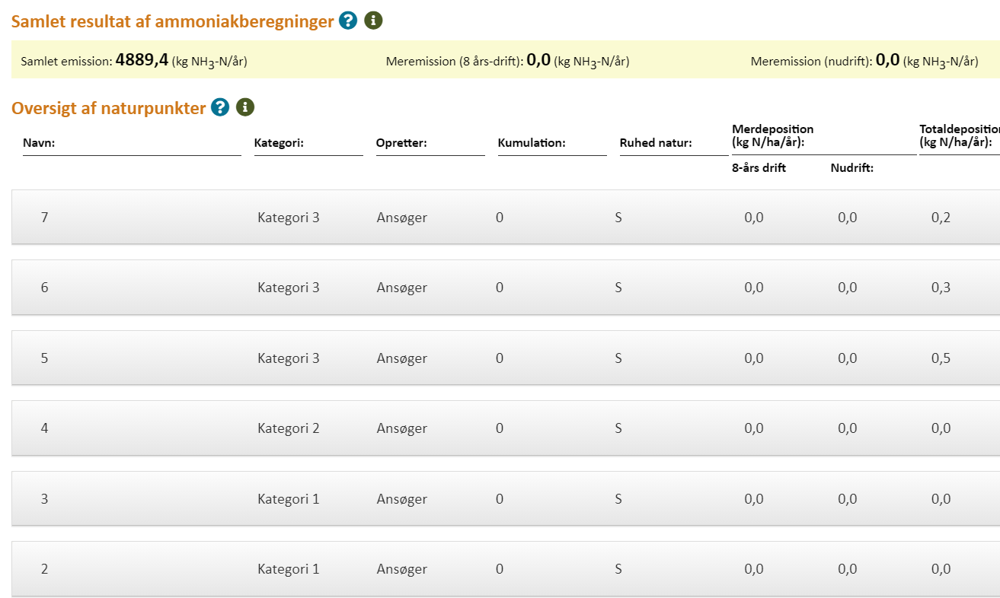 Samlet resultat af ammoniakberegninger ? i
Samlet emission: 4889,4 (kg NH3-N/år) Meremission (8 års-drift): 0,0 (kg NH3-N/år) Meremission (nudrift): 0,0 (kg NH3-N/år)
Oversigt af naturpunkter ? i
Navn: Kategori: Opretter: Kumulation: Ruhed natur: Merdeposition (kg N/ha/år): Totaldeposition (kg N/ha/år):
8-års drift Nudrift:
7 Kategori 3 Ansøger 0 S 0,0 0,0 0,2
6 Kategori 3 Ansøger 0 S 0,0 0,0 0,3
5 Kategori 3 Ansøger 0 S 0,0 0,0 0,5
4 Kategori 2 Ansøger 0 S 0,0 0,0 0,0
3 Kategori 1 Ansøger 0 S 0,0 0,0 0,0
2 Kategori 1 Ansøger 0 S 0,0 0,0 0,0